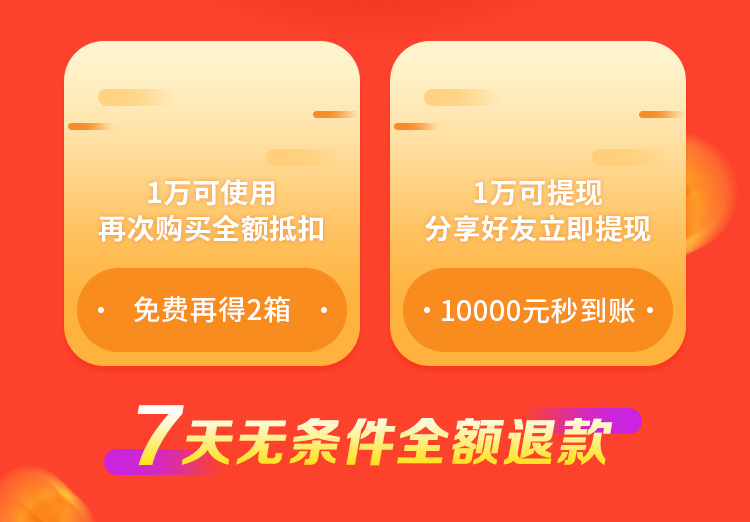 1万可使用
再次购买全额抵扣
· 免费再得2箱 ·
1万可提现
分享好友立即提现
· 10000元秒到账 ·
7天无条件全额退款